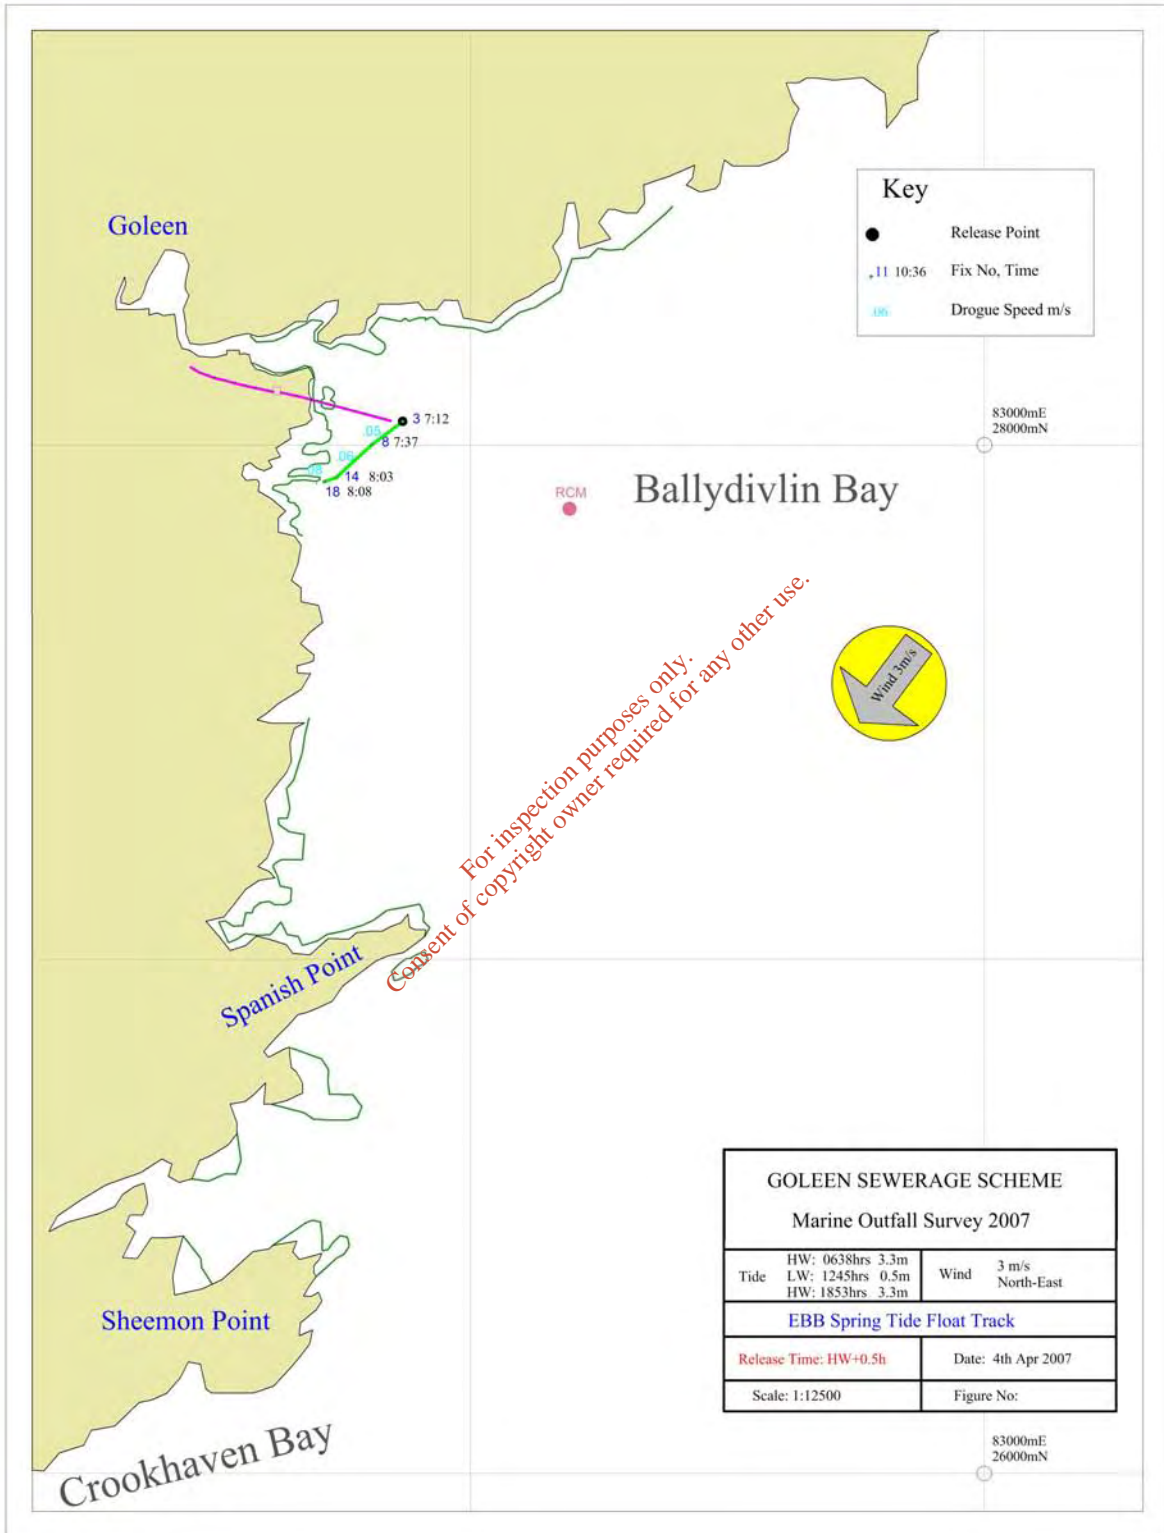 Goleen
Key
Release Point
11 10:36 Fix No, Time
.06 Drogue Speed m/s
83000mE
28000mN
3 7:12
.05
8 7:37
.06
.08
14 8:03
18 8:08
RCM
Ballydivlin Bay
Wind 3m/s
For inspection purposes only.
Consent of copyright owner required for any other use.
Spanish Point
Sheemon Point
Crookhaven Bay
GOLEEN SEWERAGE SCHEME
Marine Outfall Survey 2007
Tide
HW: 0638hrs 3.3m
LW: 1245hrs 0.5m
HW: 1853hrs 3.3m
Wind
3 m/s
North-East
EBB Spring Tide Float Track
Release Time: HW+0.5h
Date: 4th Apr 2007
Scale: 1:12500
Figure No:
83000mE
26000mN